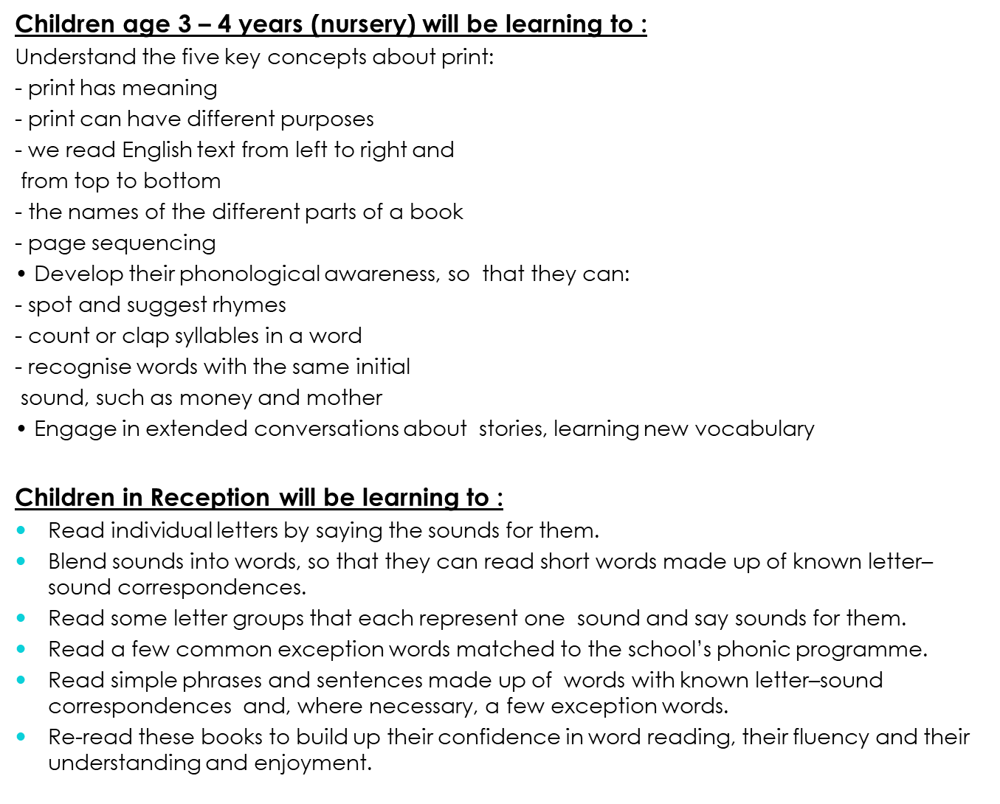 Children age 3 – 4 years (nursery) will be learning to :
Understand the five key concepts about print:
- print has meaning
- print can have different purposes
- we read English text from left to right and
from top to bottom
- the names of the different parts of a book
- page sequencing
• Develop their phonological awareness, so  that they can:
- spot and suggest rhymes
- count or clap syllables in a word
- recognise words with the same initial
sound, such as money and mother
• Engage in extended conversations about  stories, learning new vocabulary
Children in Reception will be learning to :
• Read individual letters by saying the sounds for them.
• Blend sounds into words, so that they can read short words made up of known letter–
sound correspondences.
• Read some letter groups that each represent one  sound and say sounds for them.
• Read a few common exception words matched to the school’s phonic programme.
• Read simple phrases and sentences made up of  words with known letter–sound
correspondences  and, where necessary, a few exception words.
• Re-read these books to build up their confidence in word reading, their fluency and their
understanding and enjoyment.